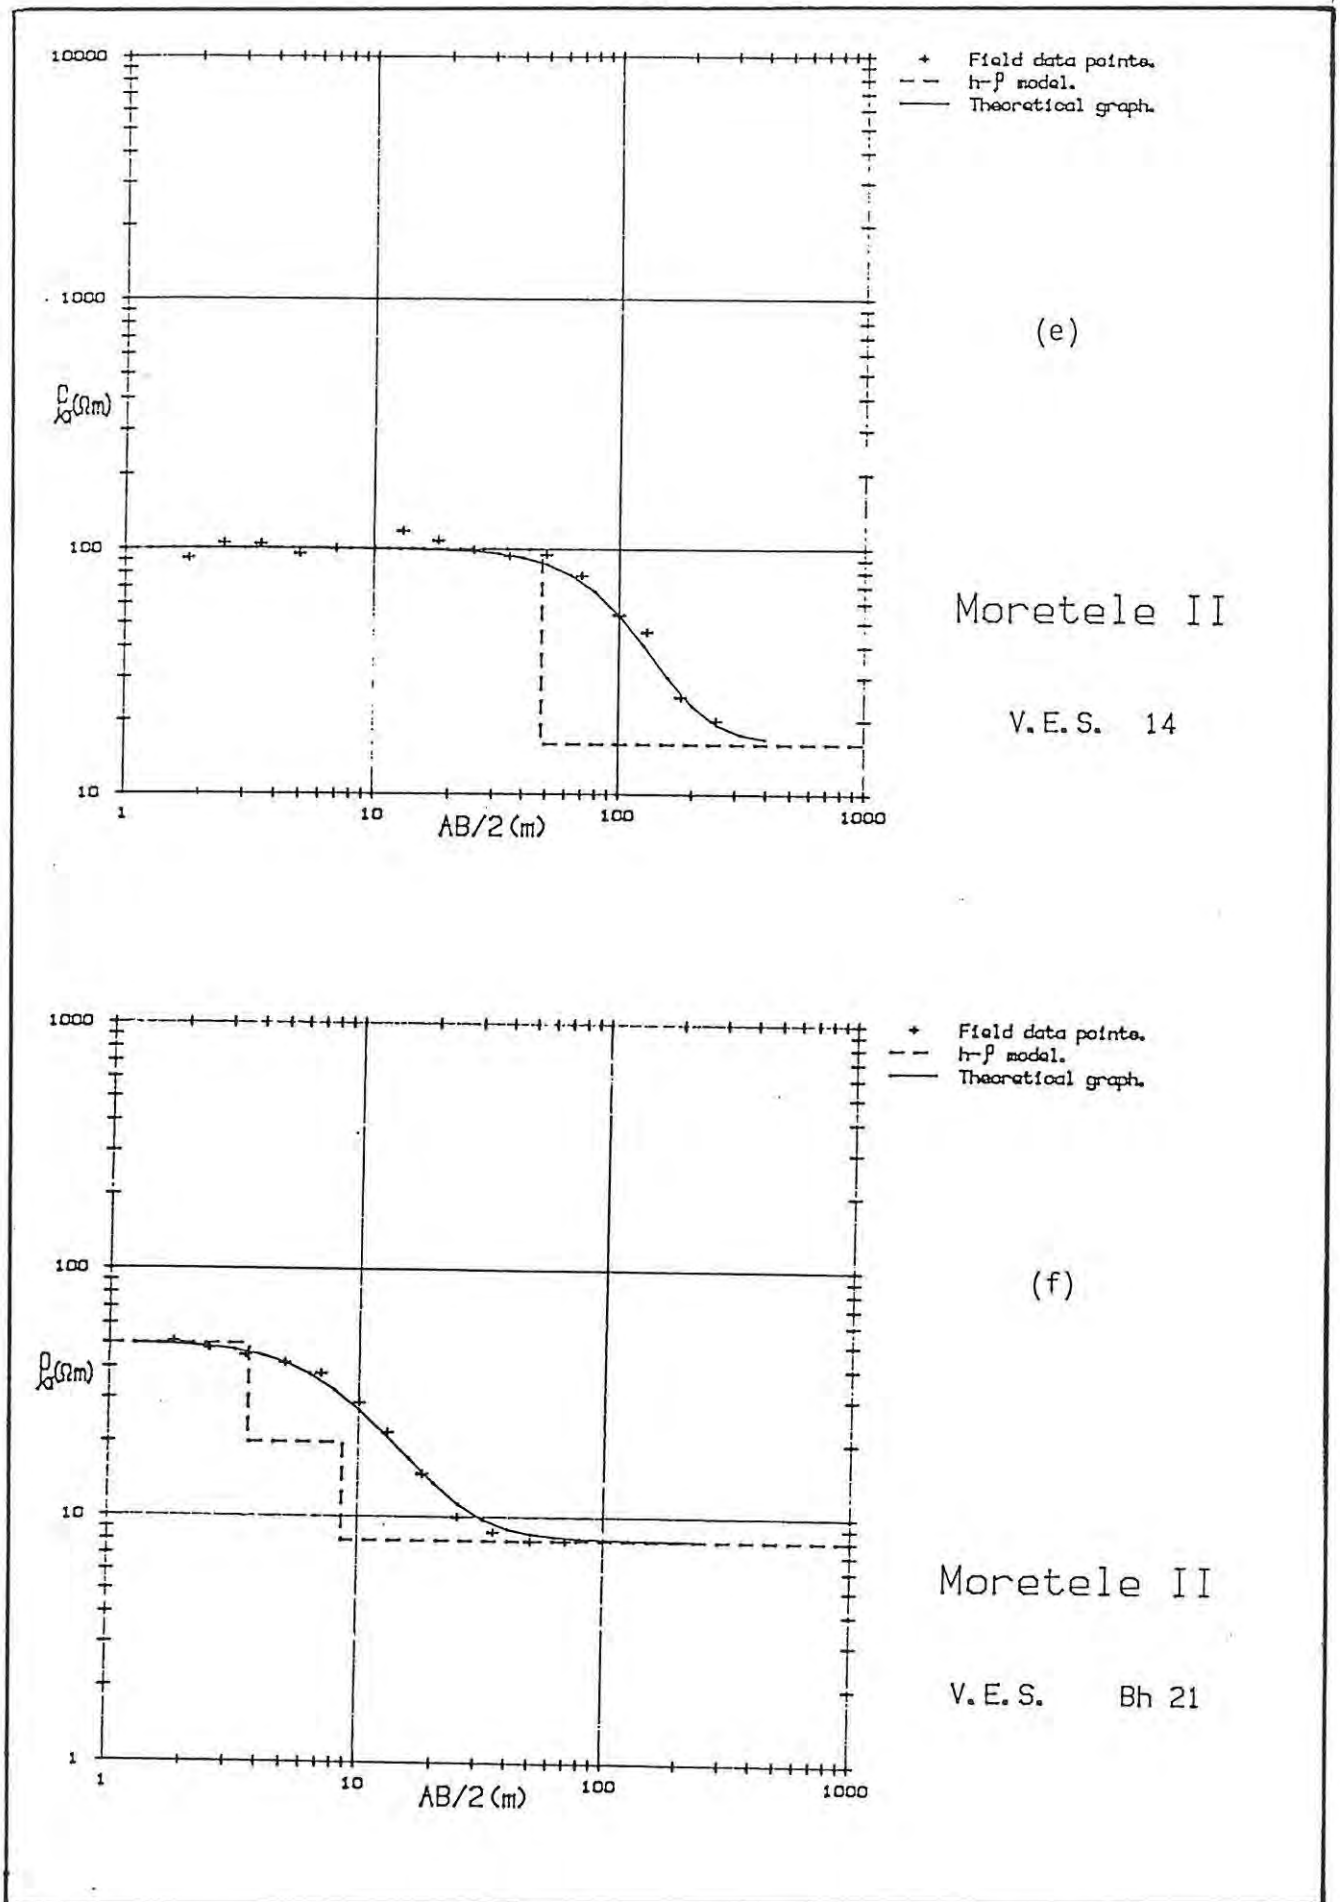 10000
+ Field data points.
h-ρ model.
Theoretical graph.
1000
(e)
ρa(Ωm)
100
Moretele II
V.E.S. 14
10
1
10
100
1000
AB/2(m)
1000
+ Field data points.
h-ρ model.
Theoretical graph.
100
(f)
ρa(Ωm)
10
Moretele II
V.E.S. Bh 21
1
1
10
100
1000
AB/2(m)